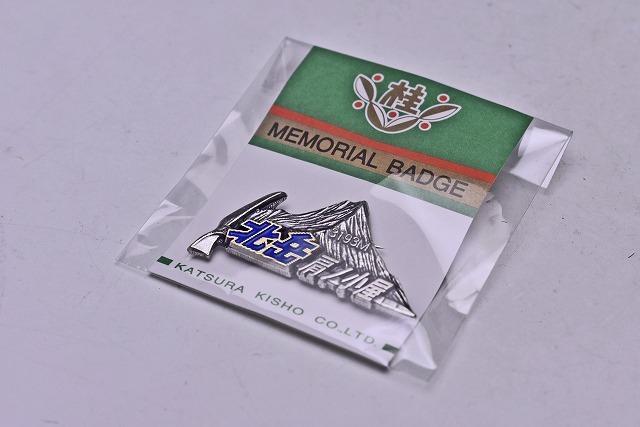 桂
MEMORIAL BADGE
3193M
北岳
肩ノ小屋
KATSURA KISHO CO.,LTD.